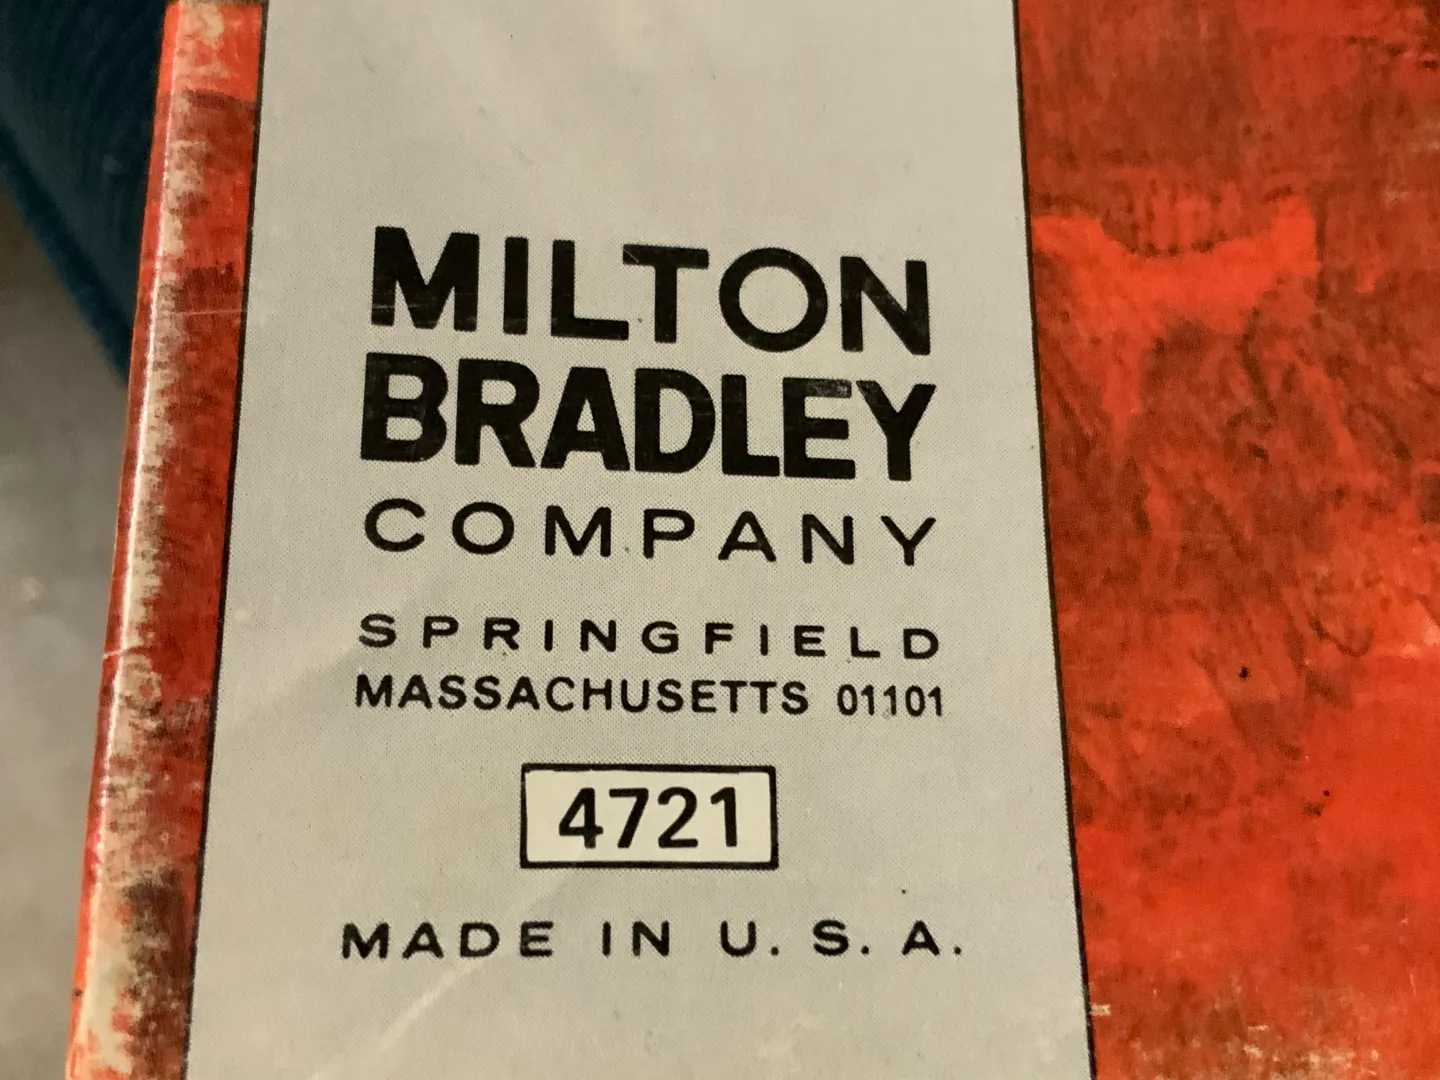 MILTON
BRADLEY
COMPANY
SPRINGFIELD
MASSACHUSETTS 01101
4721
MADE IN U. S. A.